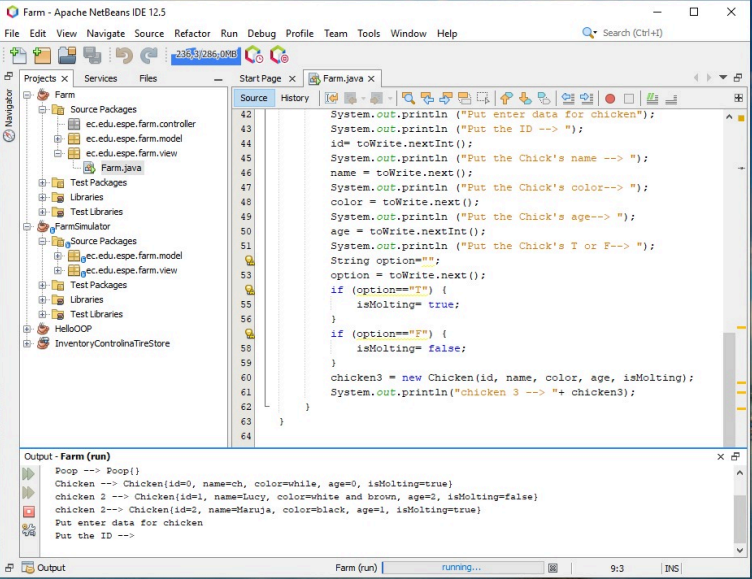 Farm - Apache NetBeans IDE 12.5
File Edit View Navigate Source Refactor Run Debug Profile Team Tools Window Help
Search (Ctrl+I)
236,3/286,0MB
Navigator
Projects
Services
Files
Farm
Source Packages
ec.edu.espe.farm.controller
ec.edu.espe.farm.model
ec.edu.espe.farm.view
Farm.java
Test Packages
Libraries
Test Libraries
FarmSimulator
Source Packages
ec.edu.espe.farm.model
ec.edu.espe.farm.view
Test Packages
Libraries
Test Libraries
HelloOOP
InventoryControlinaTireStore
Start Page
Farm.java
Source History
42 System.out.println ("Put enter data for chicken");
43 System.out.println ("Put the ID --> ");
44 id= toWrite.nextInt();
45 System.out.println ("Put the Chick's name --> ");
46 name = toWrite.next();
47 System.out.println ("Put the Chick's color--> ");
48 color = toWrite.next();
49 System.out.println ("Put the Chick's age--> ");
50 age = toWrite.nextInt();
51 System.out.println ("Put the Chick's T or F--> ");
String option="";
53 option = toWrite.next();
if (option=="T") {
55 isMolting= true;
56 }
if (option=="F") {
58 isMolting= false;
59 }
60 chicken3 = new Chicken(id, name, color, age, isMolting);
61 System.out.println("chicken 3 --> "+ chicken3);
62 }
63 }
64
Output - Farm (run)
Poop --> Poop{}
Chicken --> Chicken{id=0, name=ch, color=while, age=0, isMolting=true}
chicken 2 --> Chicken{id=1, name=Lucy, color=white and brown, age=2, isMolting=false}
chicken 2--> Chicken{id=2, name=Maruja, color=black, age=1, isMolting=true}
Put enter data for chicken
Put the ID -->
Output
Farm (run)
running...
9:3
INS